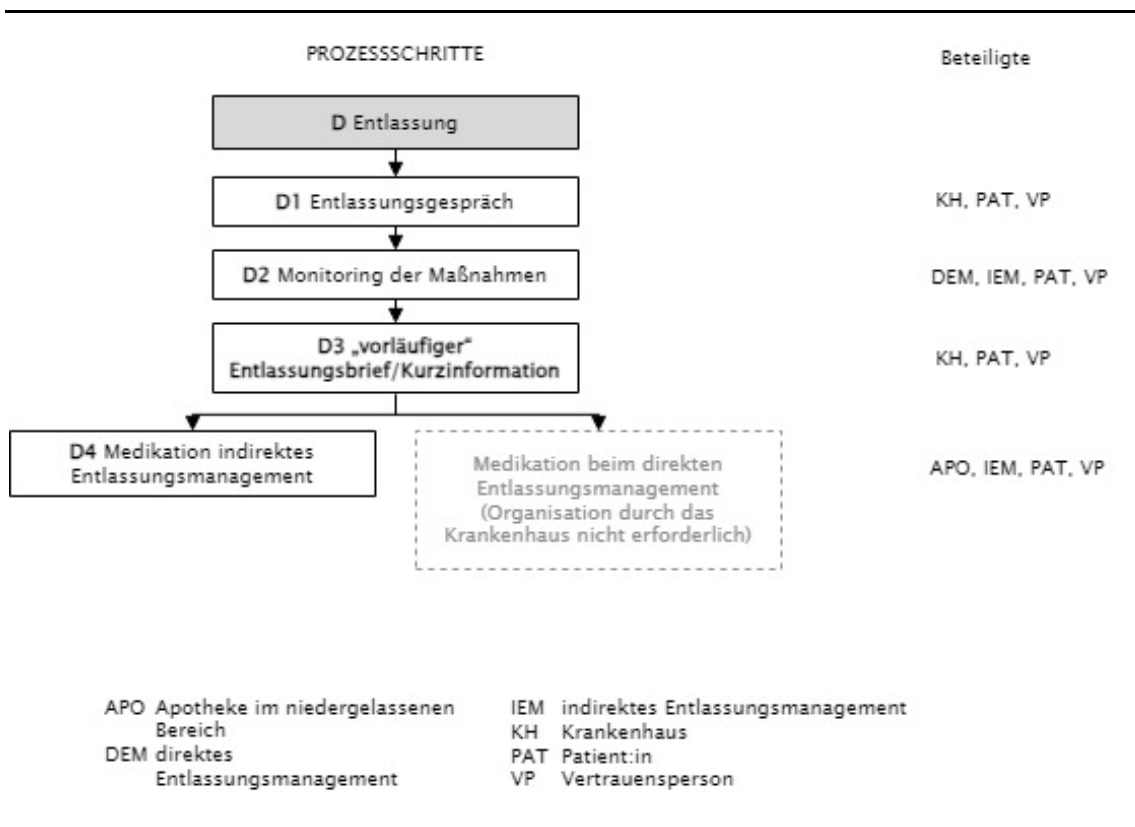 PROZESSSCHRITTE
Beteiligte
D Entlassung
D1 Entlassungsgespräch
KH, PAT, VP
D2 Monitoring der Maßnahmen
DEM, IEM, PAT, VP
D3 „vorläufiger“
Entlassungsbrief/Kurzinformation
KH, PAT, VP
D4 Medikation indirektes
Entlassungsmanagement
Medikation beim direkten
Entlassungsmanagement
(Organisation durch das
Krankenhaus nicht erforderlich)
APO, IEM, PAT, VP
APO Apotheke im niedergelassenen
Bereich
DEM direktes
Entlassungsmanagement
IEM indirektes Entlassungsmanagement
KH Krankenhaus
PAT Patient:in
VP Vertrauensperson